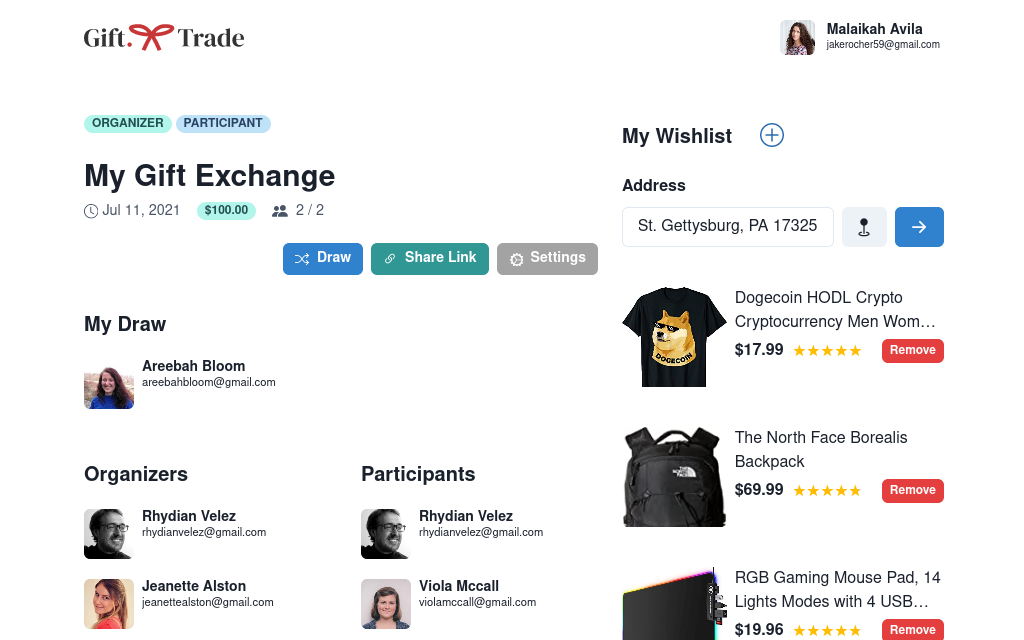 Gift. Trade
Malaikah Avila
jakerocher59@gmail.com
ORGANIZER PARTICIPANT
My Gift Exchange
Jul 11, 2021 $100.00 2 / 2
Draw Share Link Settings
My Draw
Areebah Bloom
areebahbloom@gmail.com
Organizers
Rhydian Velez
rhydianvelez@gmail.com
Jeanette Alston
jeanettealston@gmail.com
Participants
Rhydian Velez
rhydianvelez@gmail.com
Viola Mccall
violamccall@gmail.com
My Wishlist
Address
St. Gettysburg, PA 17325
DOGECOIN
Dogecoin HODL Crypto
Cryptocurrency Men Wom…
$17.99 Remove
THE
NORTH
FACE
The North Face Borealis
Backpack
$69.99 Remove
RGB Gaming Mouse Pad, 14
Lights Modes with 4 USB…
$19.96 Remove